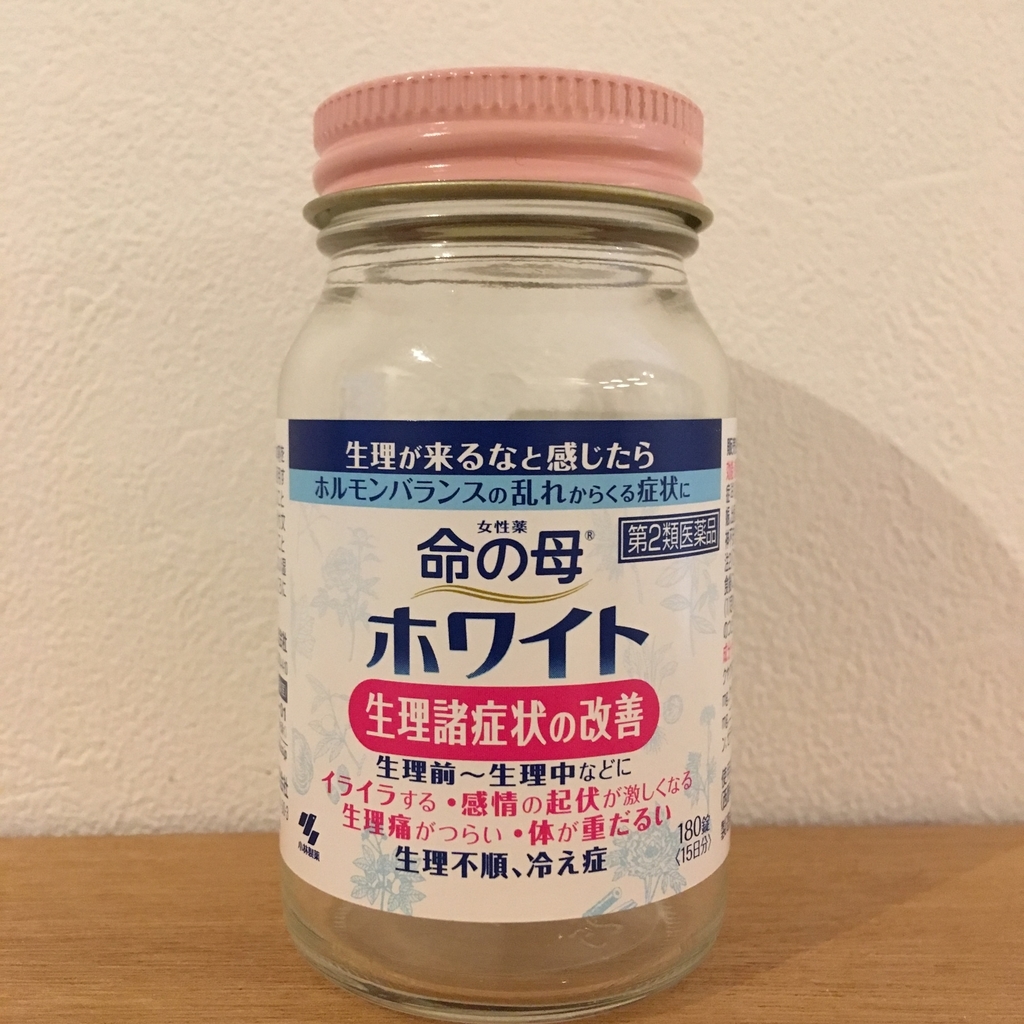 生理が来るなと感じたら
ホルモンバランスの乱れからくる症状に
女性薬
命の母®
第2類医薬品
ホワイト
生理諸症状の改善
生理前〜生理中などに
イライラする・感情の起伏が激しくなる
生理痛がつらい・体が重だるい
生理不順、冷え症
180錠
〈15日分〉
小林製薬